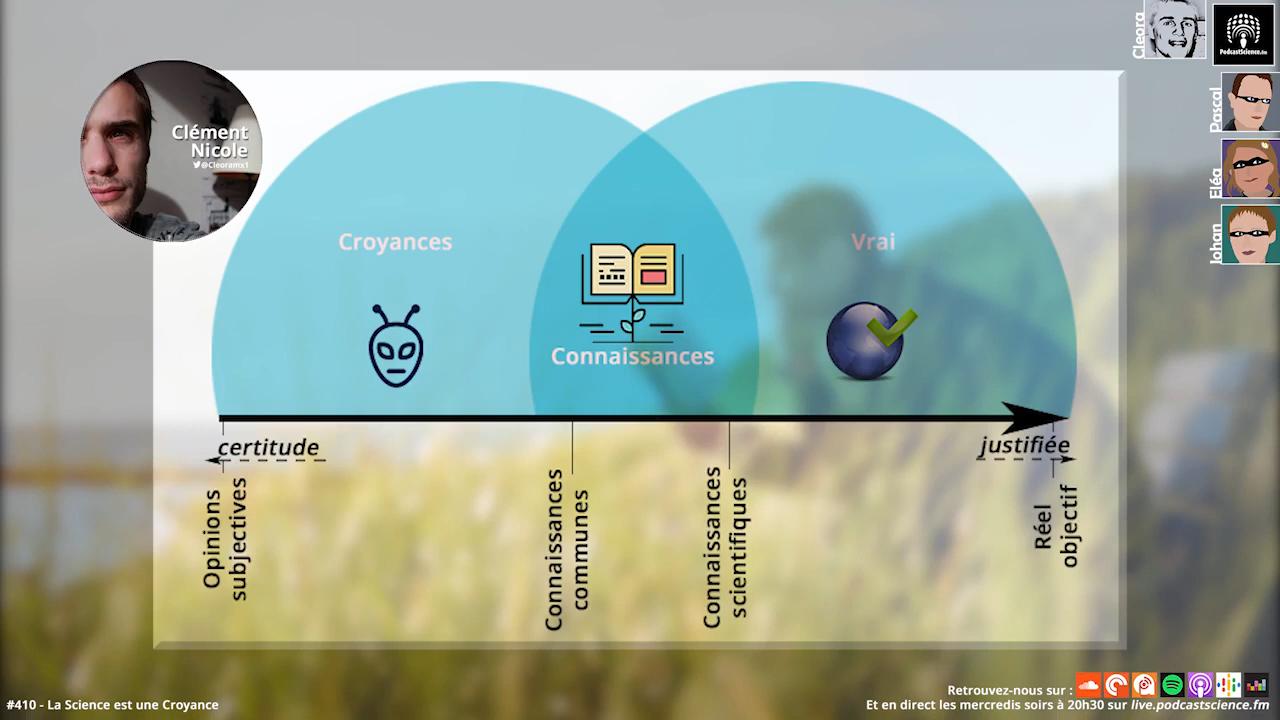 Cleora
PodcastScience.fm
Clément
Nicole
@Cleoramx1
Pascal
Eléa
Johan
Croyances
Vrai
Connaissances
certitude
justifiée
Opinions
subjectives
Connaissances
communes
Connaissances
scientifiques
Réel
objectif
Retrouvez-nous sur :
#410 - La Science est une Croyance
Et en direct les mercredis soirs à 20h30 sur live.podcastscience.fm